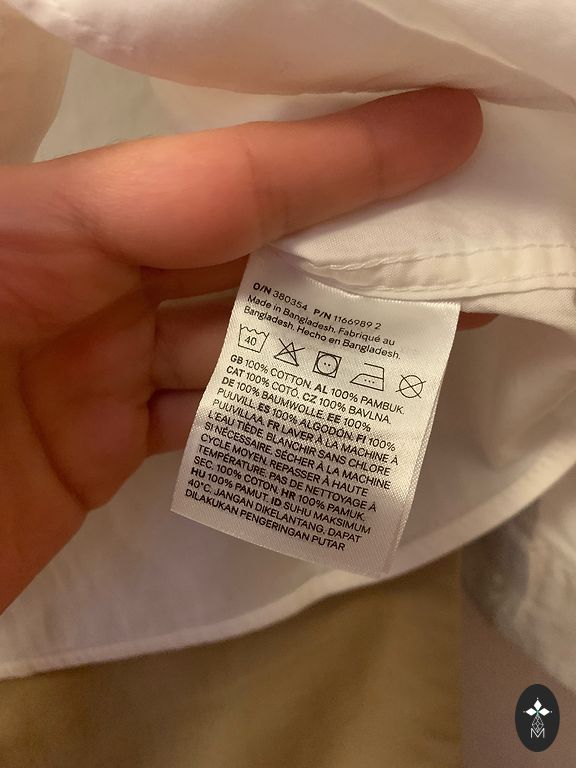 O/N 380354 P/N 1166989 2
Made in Bangladesh. Fabriqué au
Bangladesh. Hecho en Bangladesh.
40
GB 100% COTTON. AL 100% PAMBUK.
CAT 100% COTÓ. CZ 100% BAVLNA.
DE 100% BAUMWOLLE. EE 100%
PUUVILL. ES 100% ALGODÓN. FI 100%
PUUVILLAA. FR LAVER À LA MACHINE À
L'EAU TIÈDE. BLANCHIR SANS CHLORE
SI NÉCESSAIRE. SÉCHER À LA MACHINE
CYCLE MOYEN. REPASSER À HAUTE
TEMPÉRATURE. PAS DE NETTOYAGE À
SEC. 100% COTON. HR 100% PAMUK.
HU 100% PAMUT. ID SUHU MAKSIMUM
40°C. JANGAN DIKELANTANG, DAPAT
DILAKUKAN PENGERINGAN PUTAR
M